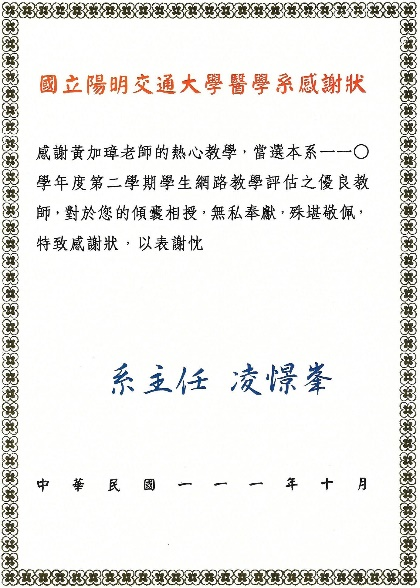 國立陽明交通大學醫學系感謝狀
感謝黃加璋老師的熱心教學，當選本系一一〇
學年度第二學期學生網路教學評估之優良教
師，對於您的傾囊相授，無私奉獻，殊堪敬佩，
特致感謝狀，以表謝忱
系主任 凌憬峯
中華民國一一一年十月